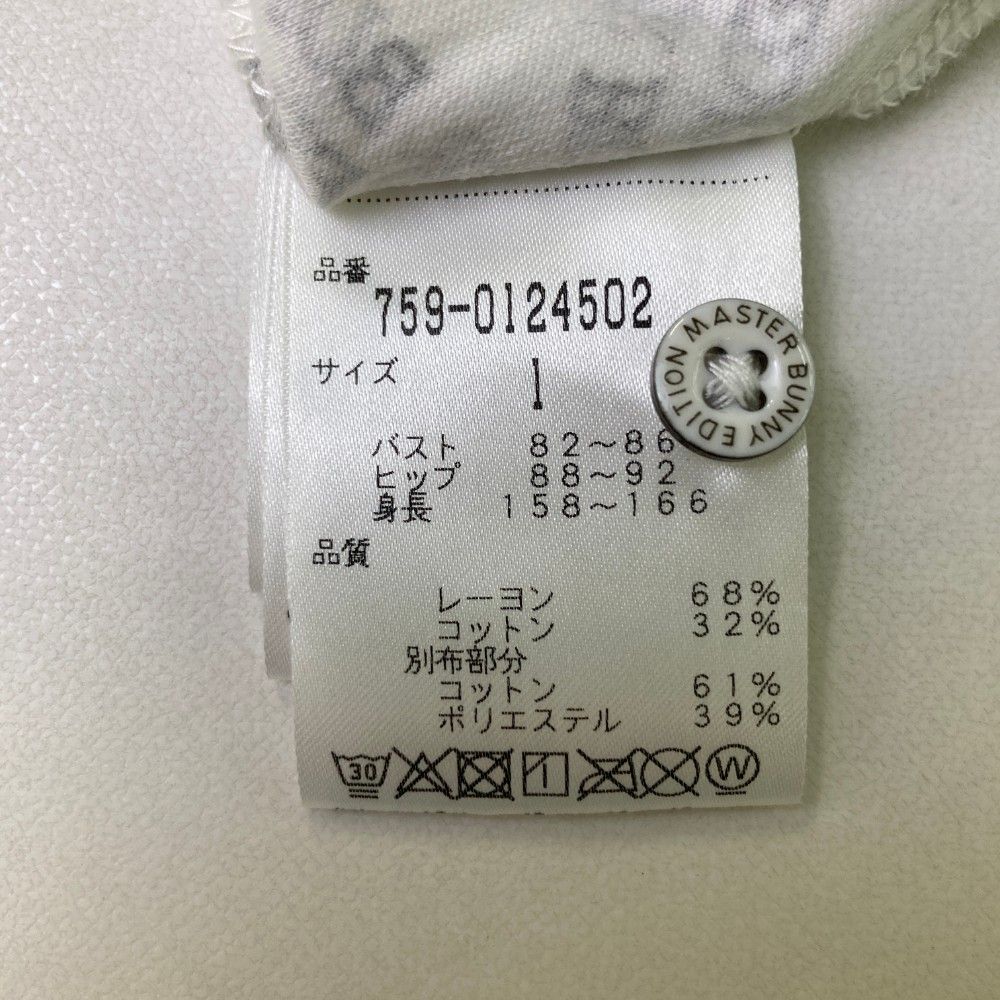 品番
759-0124502
サイズ 1
バスト 82～86
ヒップ 88～92
身長 158～166
品質
レーヨン 68%
コットン 32%
別布部分
コットン 61%
ポリエステル 39%
30 W
MASTER BUNNY EDITION